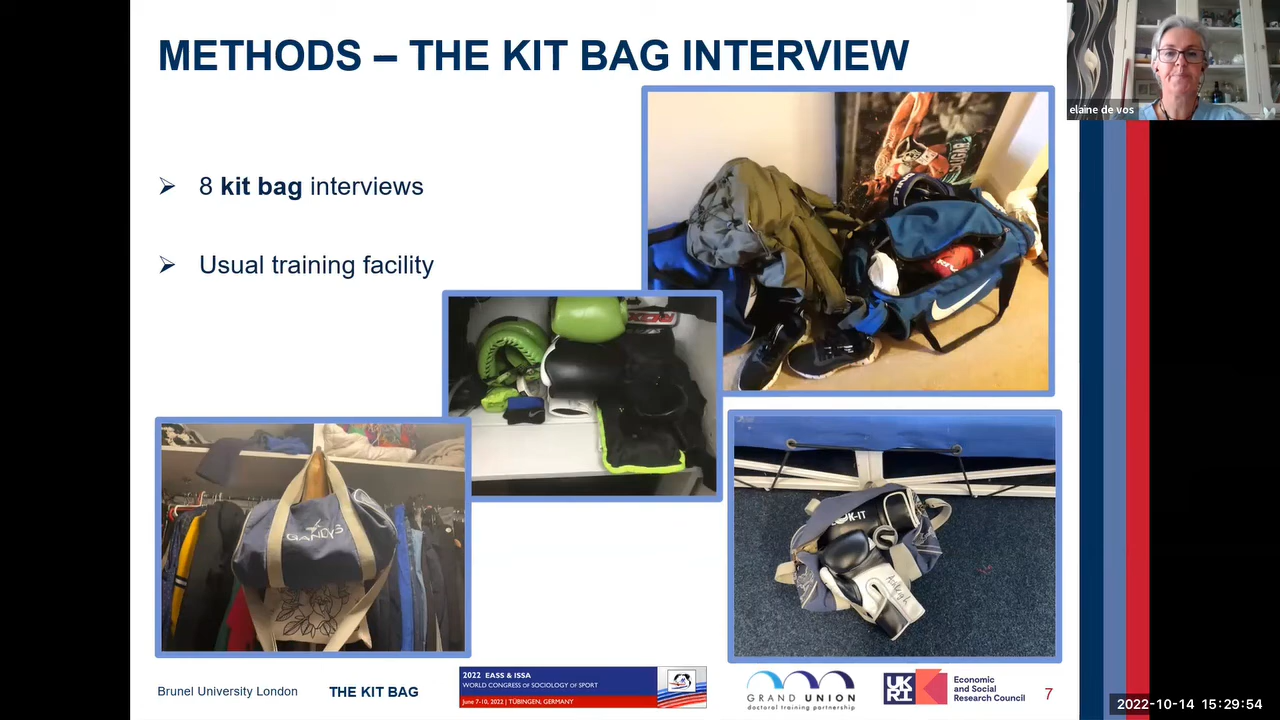 METHODS – THE KIT BAG INTERVIEW
elaine de vos
➢ 8 kit bag interviews
➢ Usual training facility
GANDYS
Ashleigh
Brunel University London
THE KIT BAG
2022 EASS & ISSA
WORLD CONGRESS OF SOCIOLOGY OF SPORT
June 7-10, 2022 | TÜBINGEN, GERMANY
GRAND UNION
doctoral training partnership
UK
RI
Economic
and Social
Research Council
7
2022-10-14 15:29:54